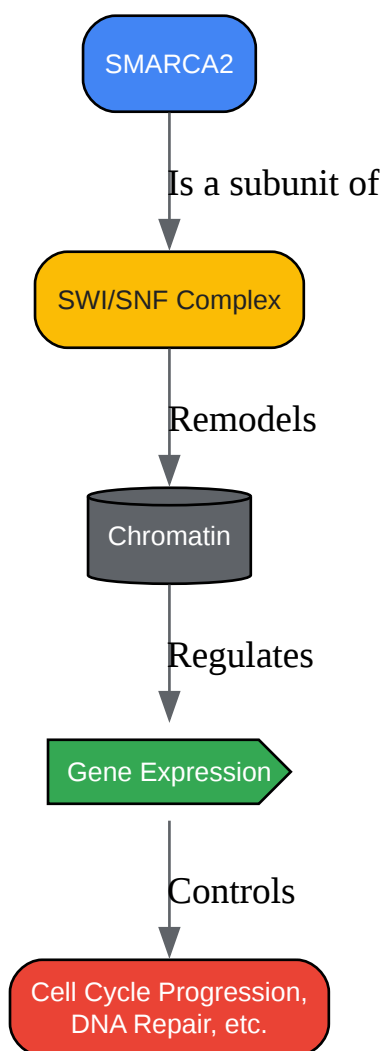 SMARCA2
Is a subunit of
SWI/SNF Complex
Remodels
Chromatin
Regulates
Gene Expression
Controls
Cell Cycle Progression,
DNA Repair, etc.